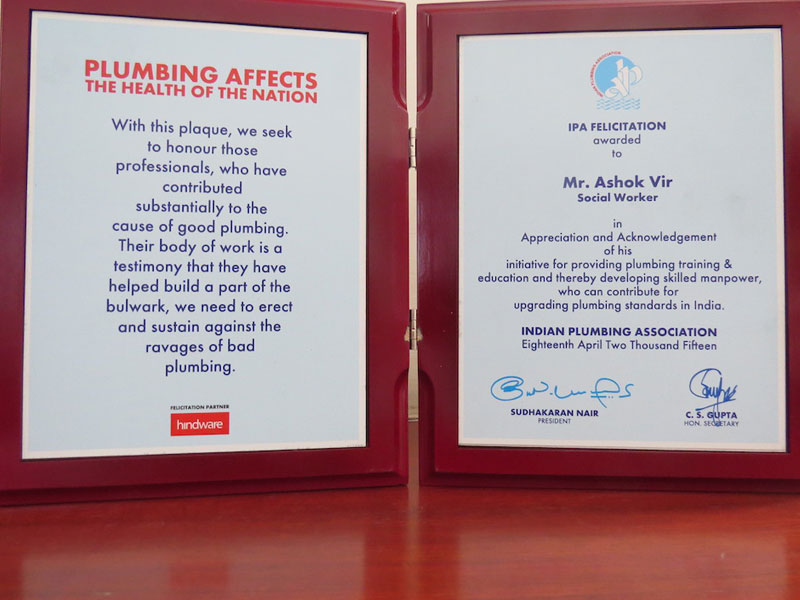 PLUMBING AFFECTS
THE HEALTH OF THE NATION
With this plaque, we seek
to honour those
professionals, who have
contributed
substantially to the
cause of good plumbing.
Their body of work is a
testimony that they have
helped build a part of the
bulwark, we need to erect
and sustain against the
ravages of bad
plumbing.
FELICITATION PARTNER
hindware
INDIAN PLUMBING ASSOCIATION
IPA FELICITATION
awarded
to
Mr. Ashok Vir
Social Worker
in
Appreciation and Acknowledgement
of his
initiative for providing plumbing training &
education and thereby developing skilled manpower,
who can contribute for
upgrading plumbing standards in India.
INDIAN PLUMBING ASSOCIATION
Eighteenth April Two Thousand Fifteen
SUDHAKARAN NAIR
PRESIDENT
C. S. GUPTA
HON. SECRETARY